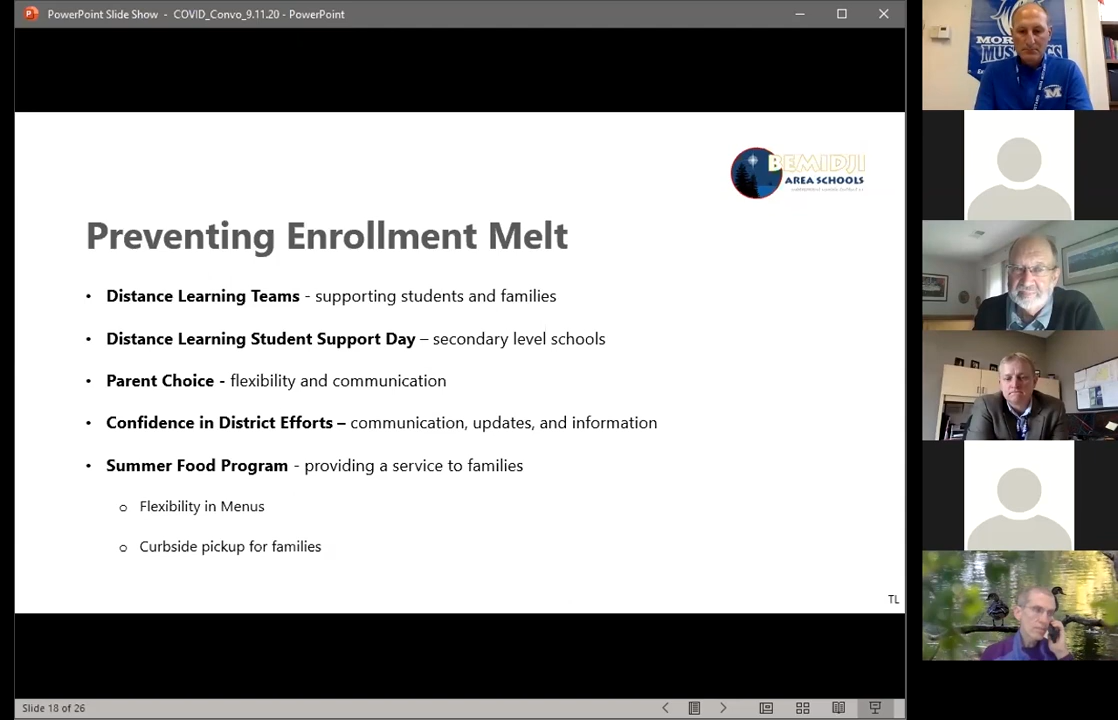 PowerPoint Slide Show - COVID_Convo_9.11.20 - PowerPoint
BEMIDJI
AREA SCHOOLS
Preventing Enrollment Melt
• Distance Learning Teams - supporting students and families
• Distance Learning Student Support Day – secondary level schools
• Parent Choice - flexibility and communication
• Confidence in District Efforts – communication, updates, and information
• Summer Food Program - providing a service to families
o Flexibility in Menus
o Curbside pickup for families
TL
Slide 18 of 26
M